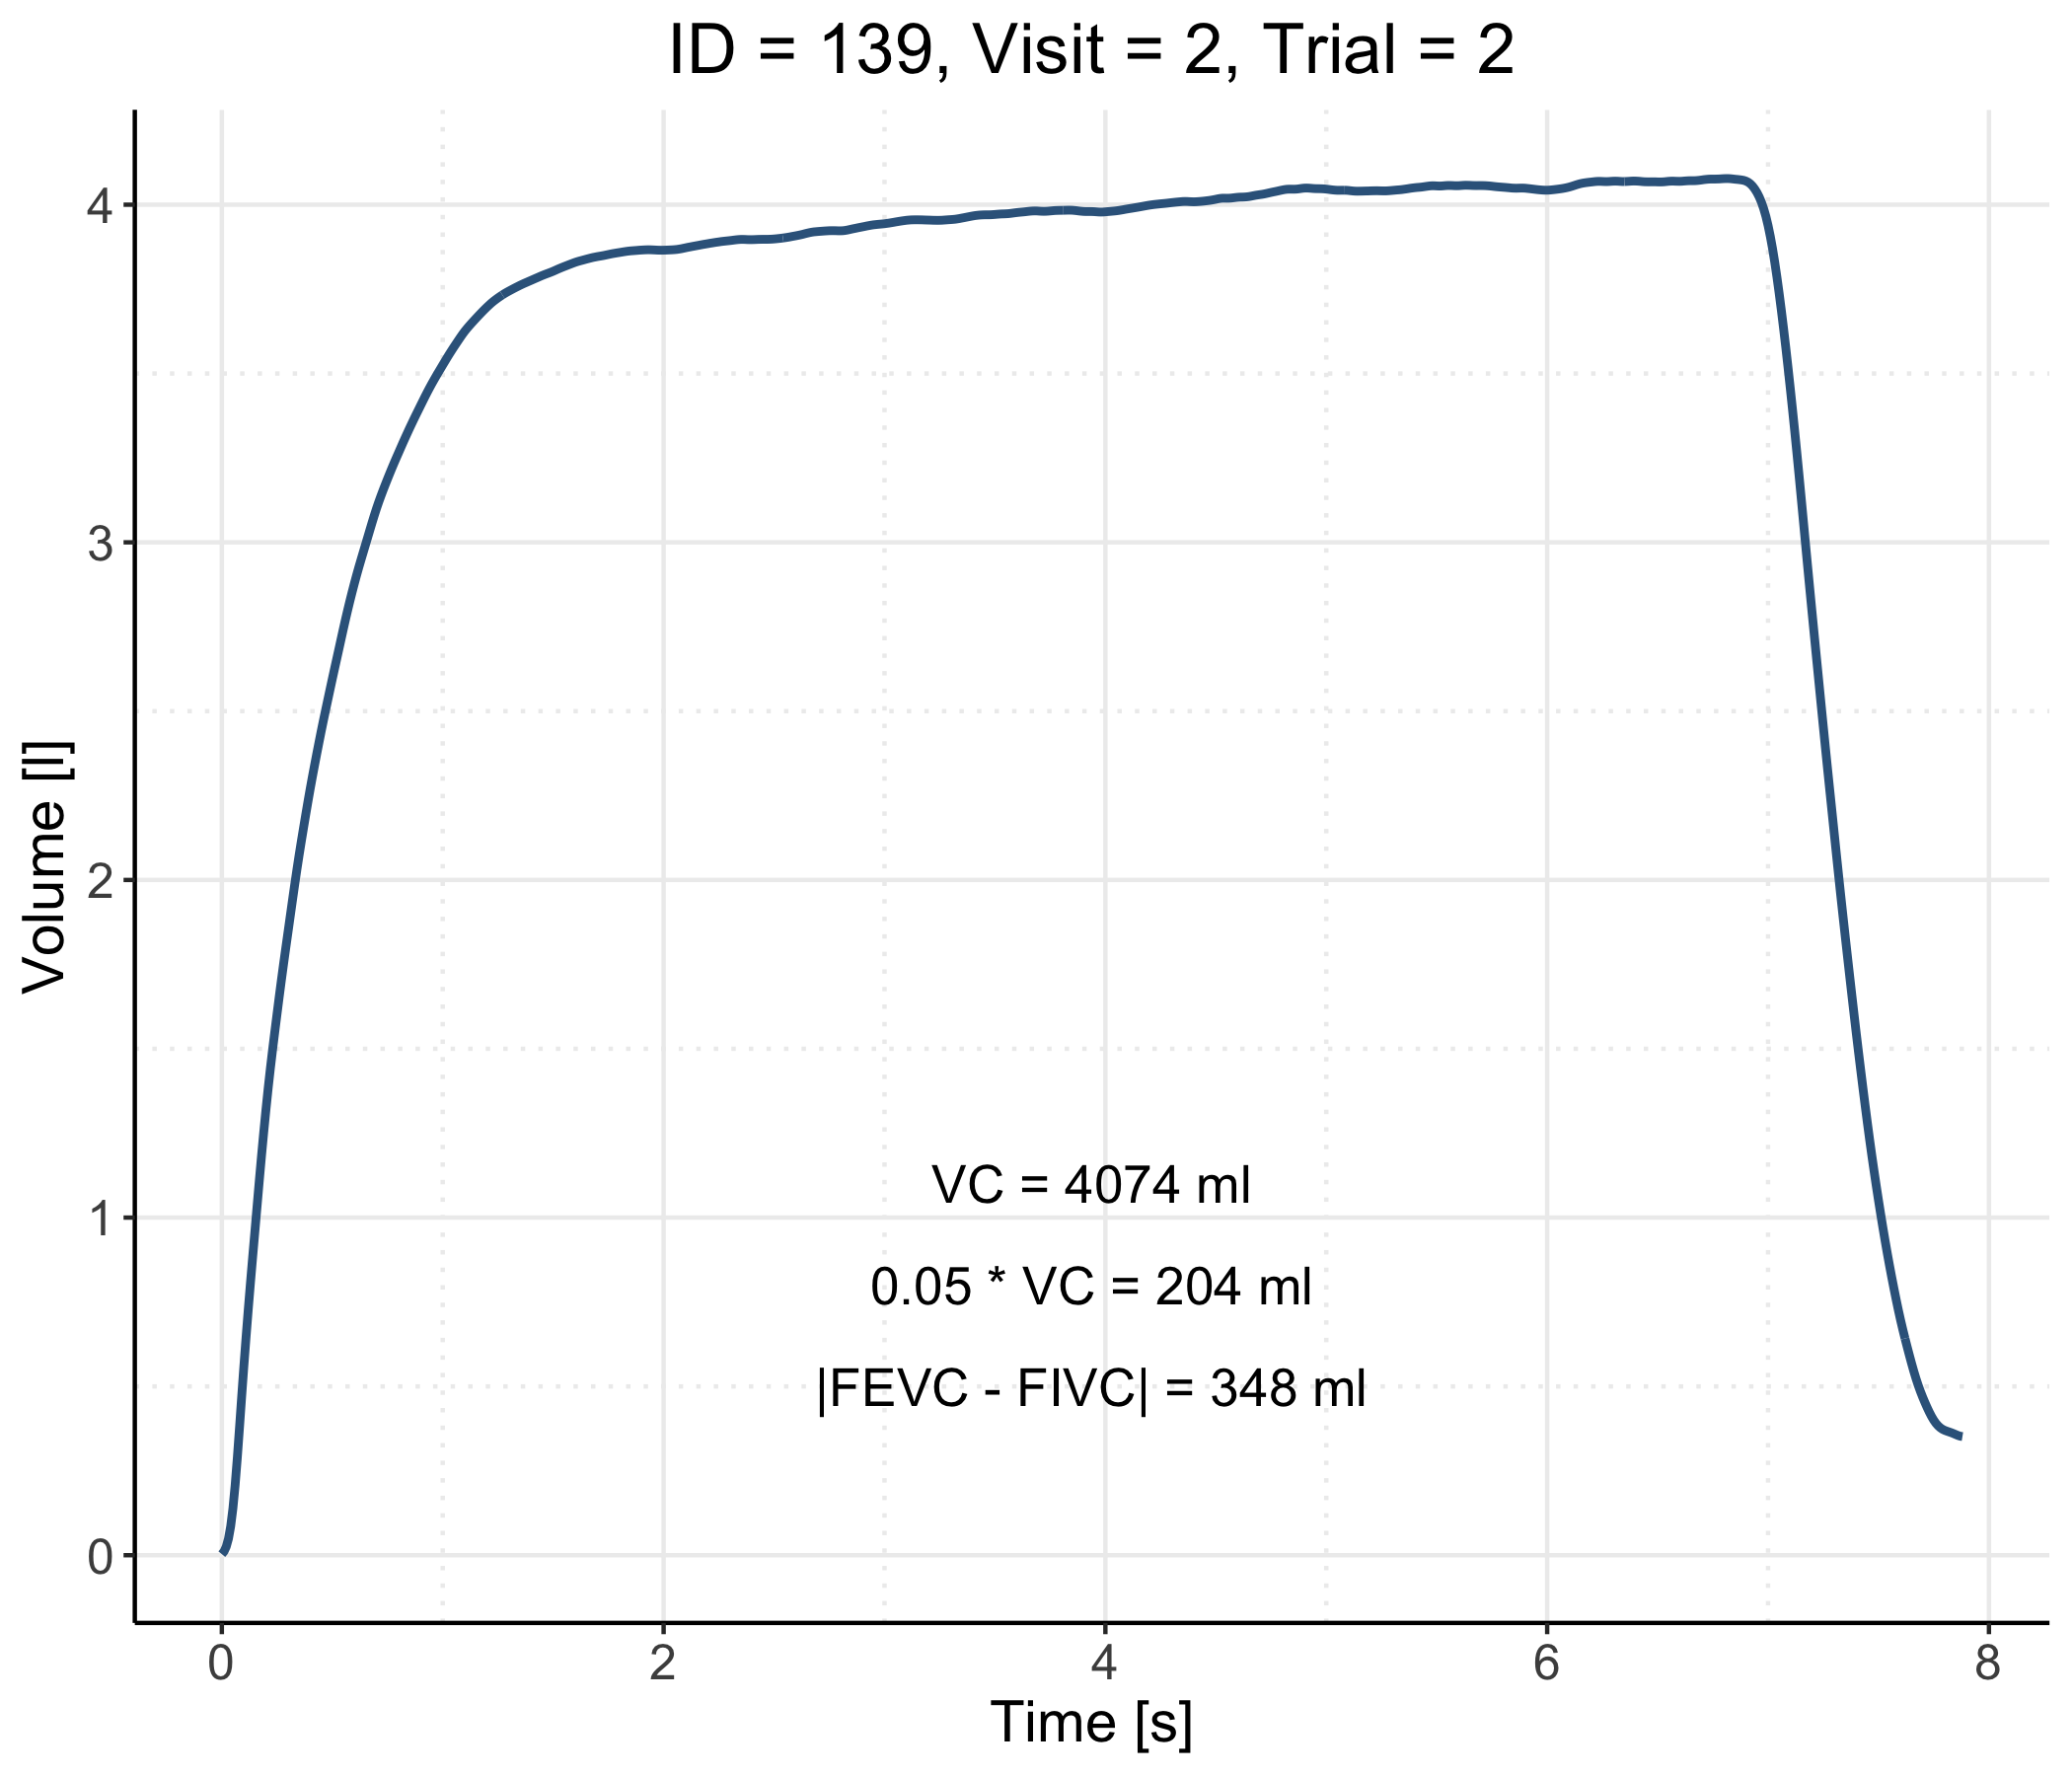 ID = 139, Visit = 2, Trial = 2
4
3
2
1
0
Volume [l]
VC = 4074 ml
0.05 * VC = 204 ml
|FEVC - FIVC| = 348 ml
0
2
4
6
8
Time [s]